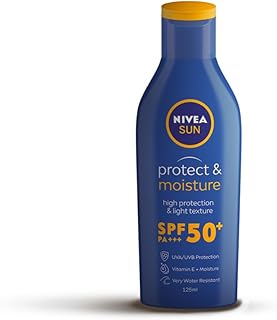 NIVEA
SUN
protect &
moisture
high protection
& light texture
SPF 50+
PA+++
UVA/UVB Protection
Vitamin E + Moisture
Very Water Resistant
125ml